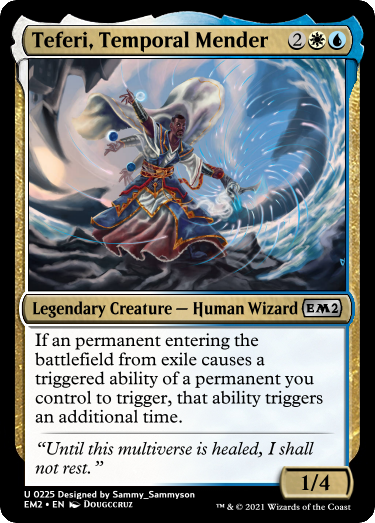 Teferi, Temporal Mender 2
Legendary Creature — Human Wizard EM2
If an permanent entering the
battlefield from exile causes a
triggered ability of a permanent you
control to trigger, that ability triggers
an additional time.
“Until this multiverse is healed, I shall
not rest.”
1/4
U 0225 Designed by Sammy_Sammyson
EM2 • EN Dougccruz
™ & © 2021 Wizards of the Coast